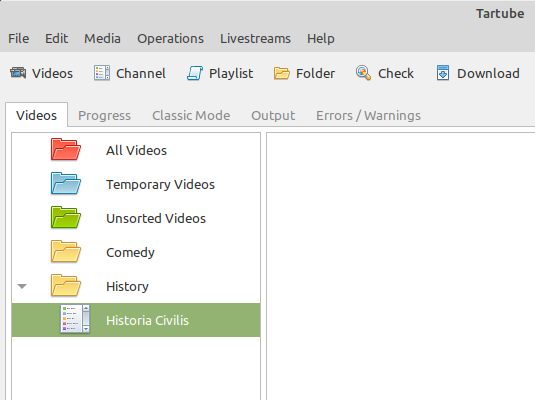 Tartube
File Edit Media Operations Livestreams Help
Videos Channel Playlist Folder Check Download
Videos Progress Classic Mode Output Errors / Warnings
All Videos
Temporary Videos
Unsorted Videos
Comedy
History
Historia Civilis